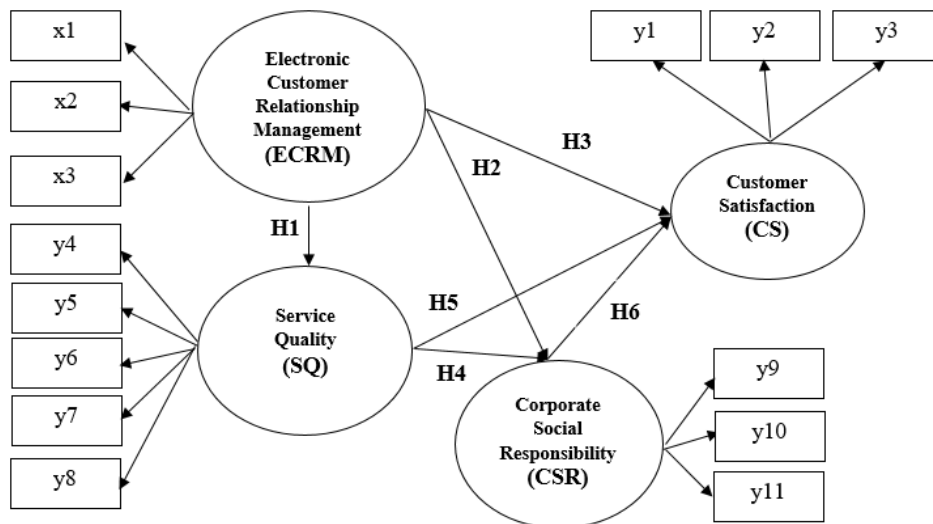 x1
x2
x3
Electronic
Customer
Relationship
Management
(ECRM)
y1
y2
y3
H3
H2
H1
Customer
Satisfaction
(CS)
y4
y5
y6
y7
y8
Service
Quality
(SQ)
H5
H4
H6
Corporate
Social
Responsibility
(CSR)
y9
y10
y11